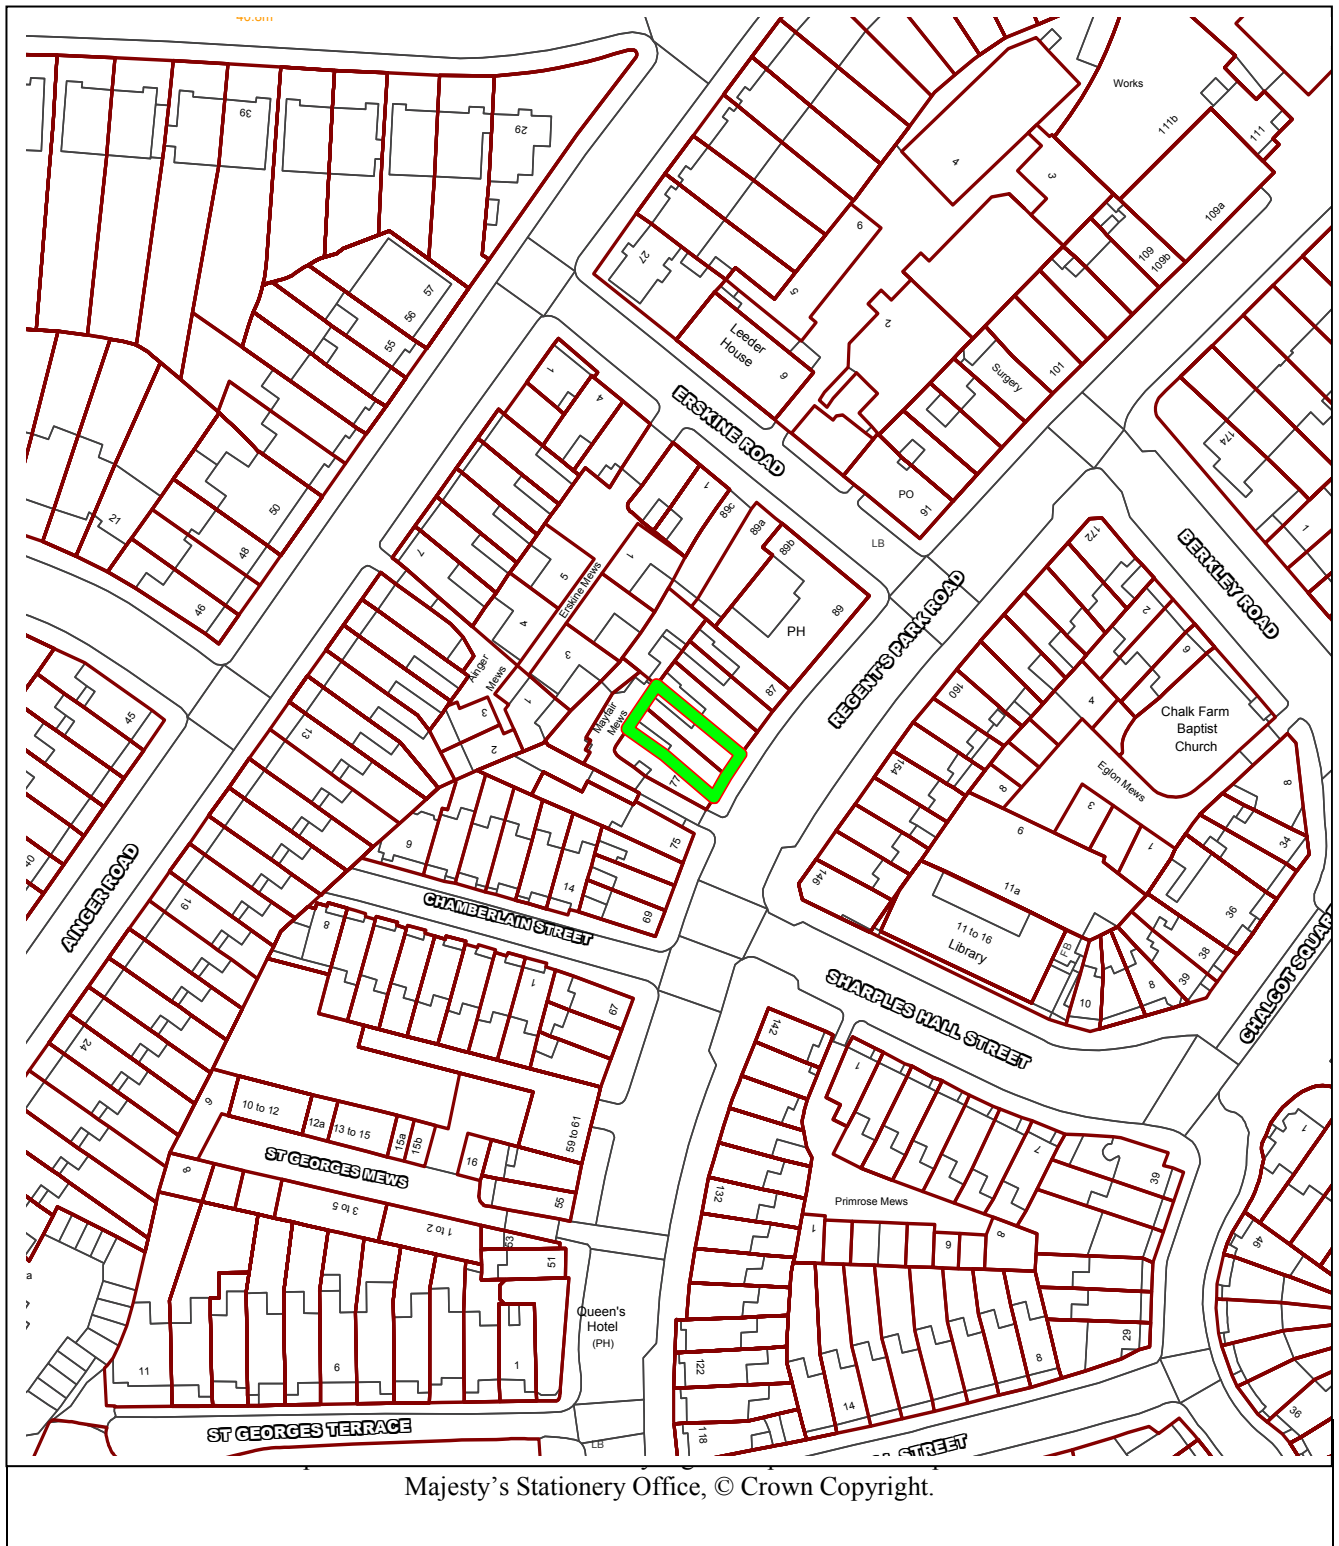 39
29
57
56
55
50
48
46
21
45
40
27
Leeder
House
9
5
6
4
3
2
Works
111b
111
109a
109
109b
101
Surgery
PO
91
LB
174
1
ERSKINE ROAD
1
4
7
5
4
3
1
Erskine Mews
1
1
89c
89a
89b
89
PH
87
77
Mayfair
Mews
Ainger
Mews
3
2
1
13
19
24
AINGER ROAD
REGENT'S PARK ROAD
BERKLEY ROAD
172
160
154
146
2
6
4
8
Chalk Farm
Baptist
Church
Eglon Mews
3
1
6
11a
11 to 16
Library
FB
10
8
39
38
36
34
8
CHALCOT SQUAR
9
14
75
69
CHAMBERLAIN STREET
8
1
67
SHARPLES HALL STREET
142
132
122
118
1
7
39
Primrose Mews
1
6
8
29
8
14
46
36
1
9
10 to 12
12a
13 to 15
15a
15b
16
59 to 61
55
53
51
ST GEORGES MEWS
8
3 to 5
1 to 2
Queen's
Hotel
(PH)
11
6
1
ST GEORGES TERRACE
LB
STREET
Majesty's Stationery Office, © Crown Copyright.